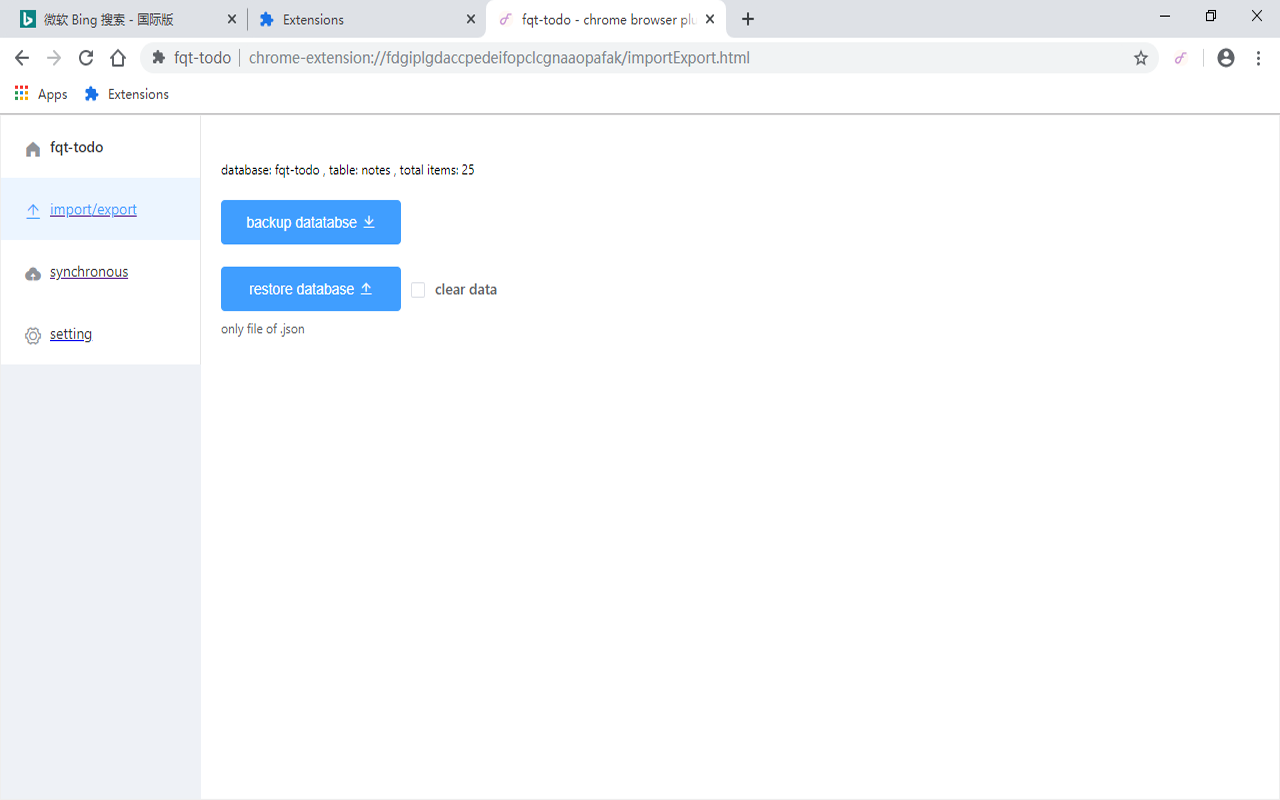 微软 Bing 搜索 - 国际版
Extensions
fqt-todo - chrome browser plu
fqt-todo
chrome-extension://fdgiplgdaccpedeifopclcgnaaopafak/importExport.html
Apps
Extensions
fqt-todo
import/export
synchronous
setting
database: fqt-todo , table: notes , total items: 25
backup datatabse
restore database
clear data
only file of .json